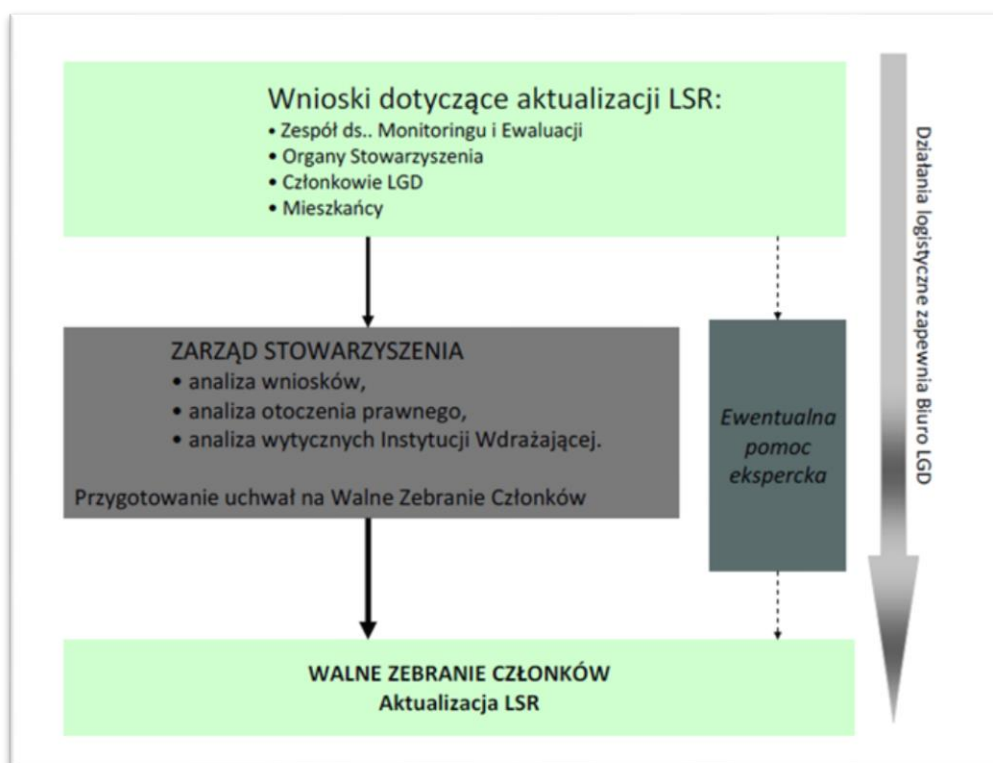 Wnioski dotyczące aktualizacji LSR:
• Zespół ds.. Monitoringu i Ewaluacji
• Organy Stowarzyszenia
• Członkowie LGD
• Mieszkańcy
ZARZĄD STOWARZYSZENIA
• analiza wniosków,
• analiza otoczenia prawnego,
• analiza wytycznych Instytucji Wdrażającej.
Przygotowanie uchwał na Walne Zebranie Członków
Ewentualna
pomoc
ekspercka
WALNE ZEBRANIE CZŁONKÓW
Aktualizacja LSR
Działania logistyczne zapewnia Biuro LGD